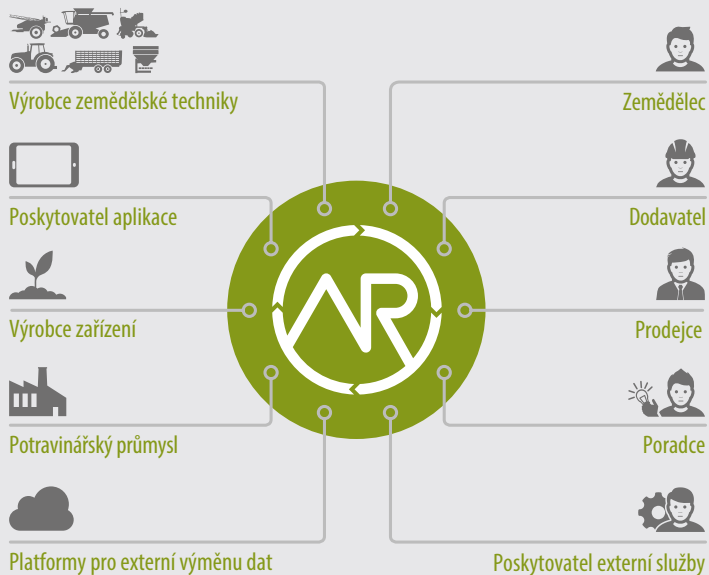 Výrobce zemědělské techniky
Zemědělec
Poskytovatel aplikace
Dodavatel
AR
Výrobce zařízení
Prodejce
Potravinářský průmysl
Poradce
Platformy pro externí výměnu dat
Poskytovatel externí služby